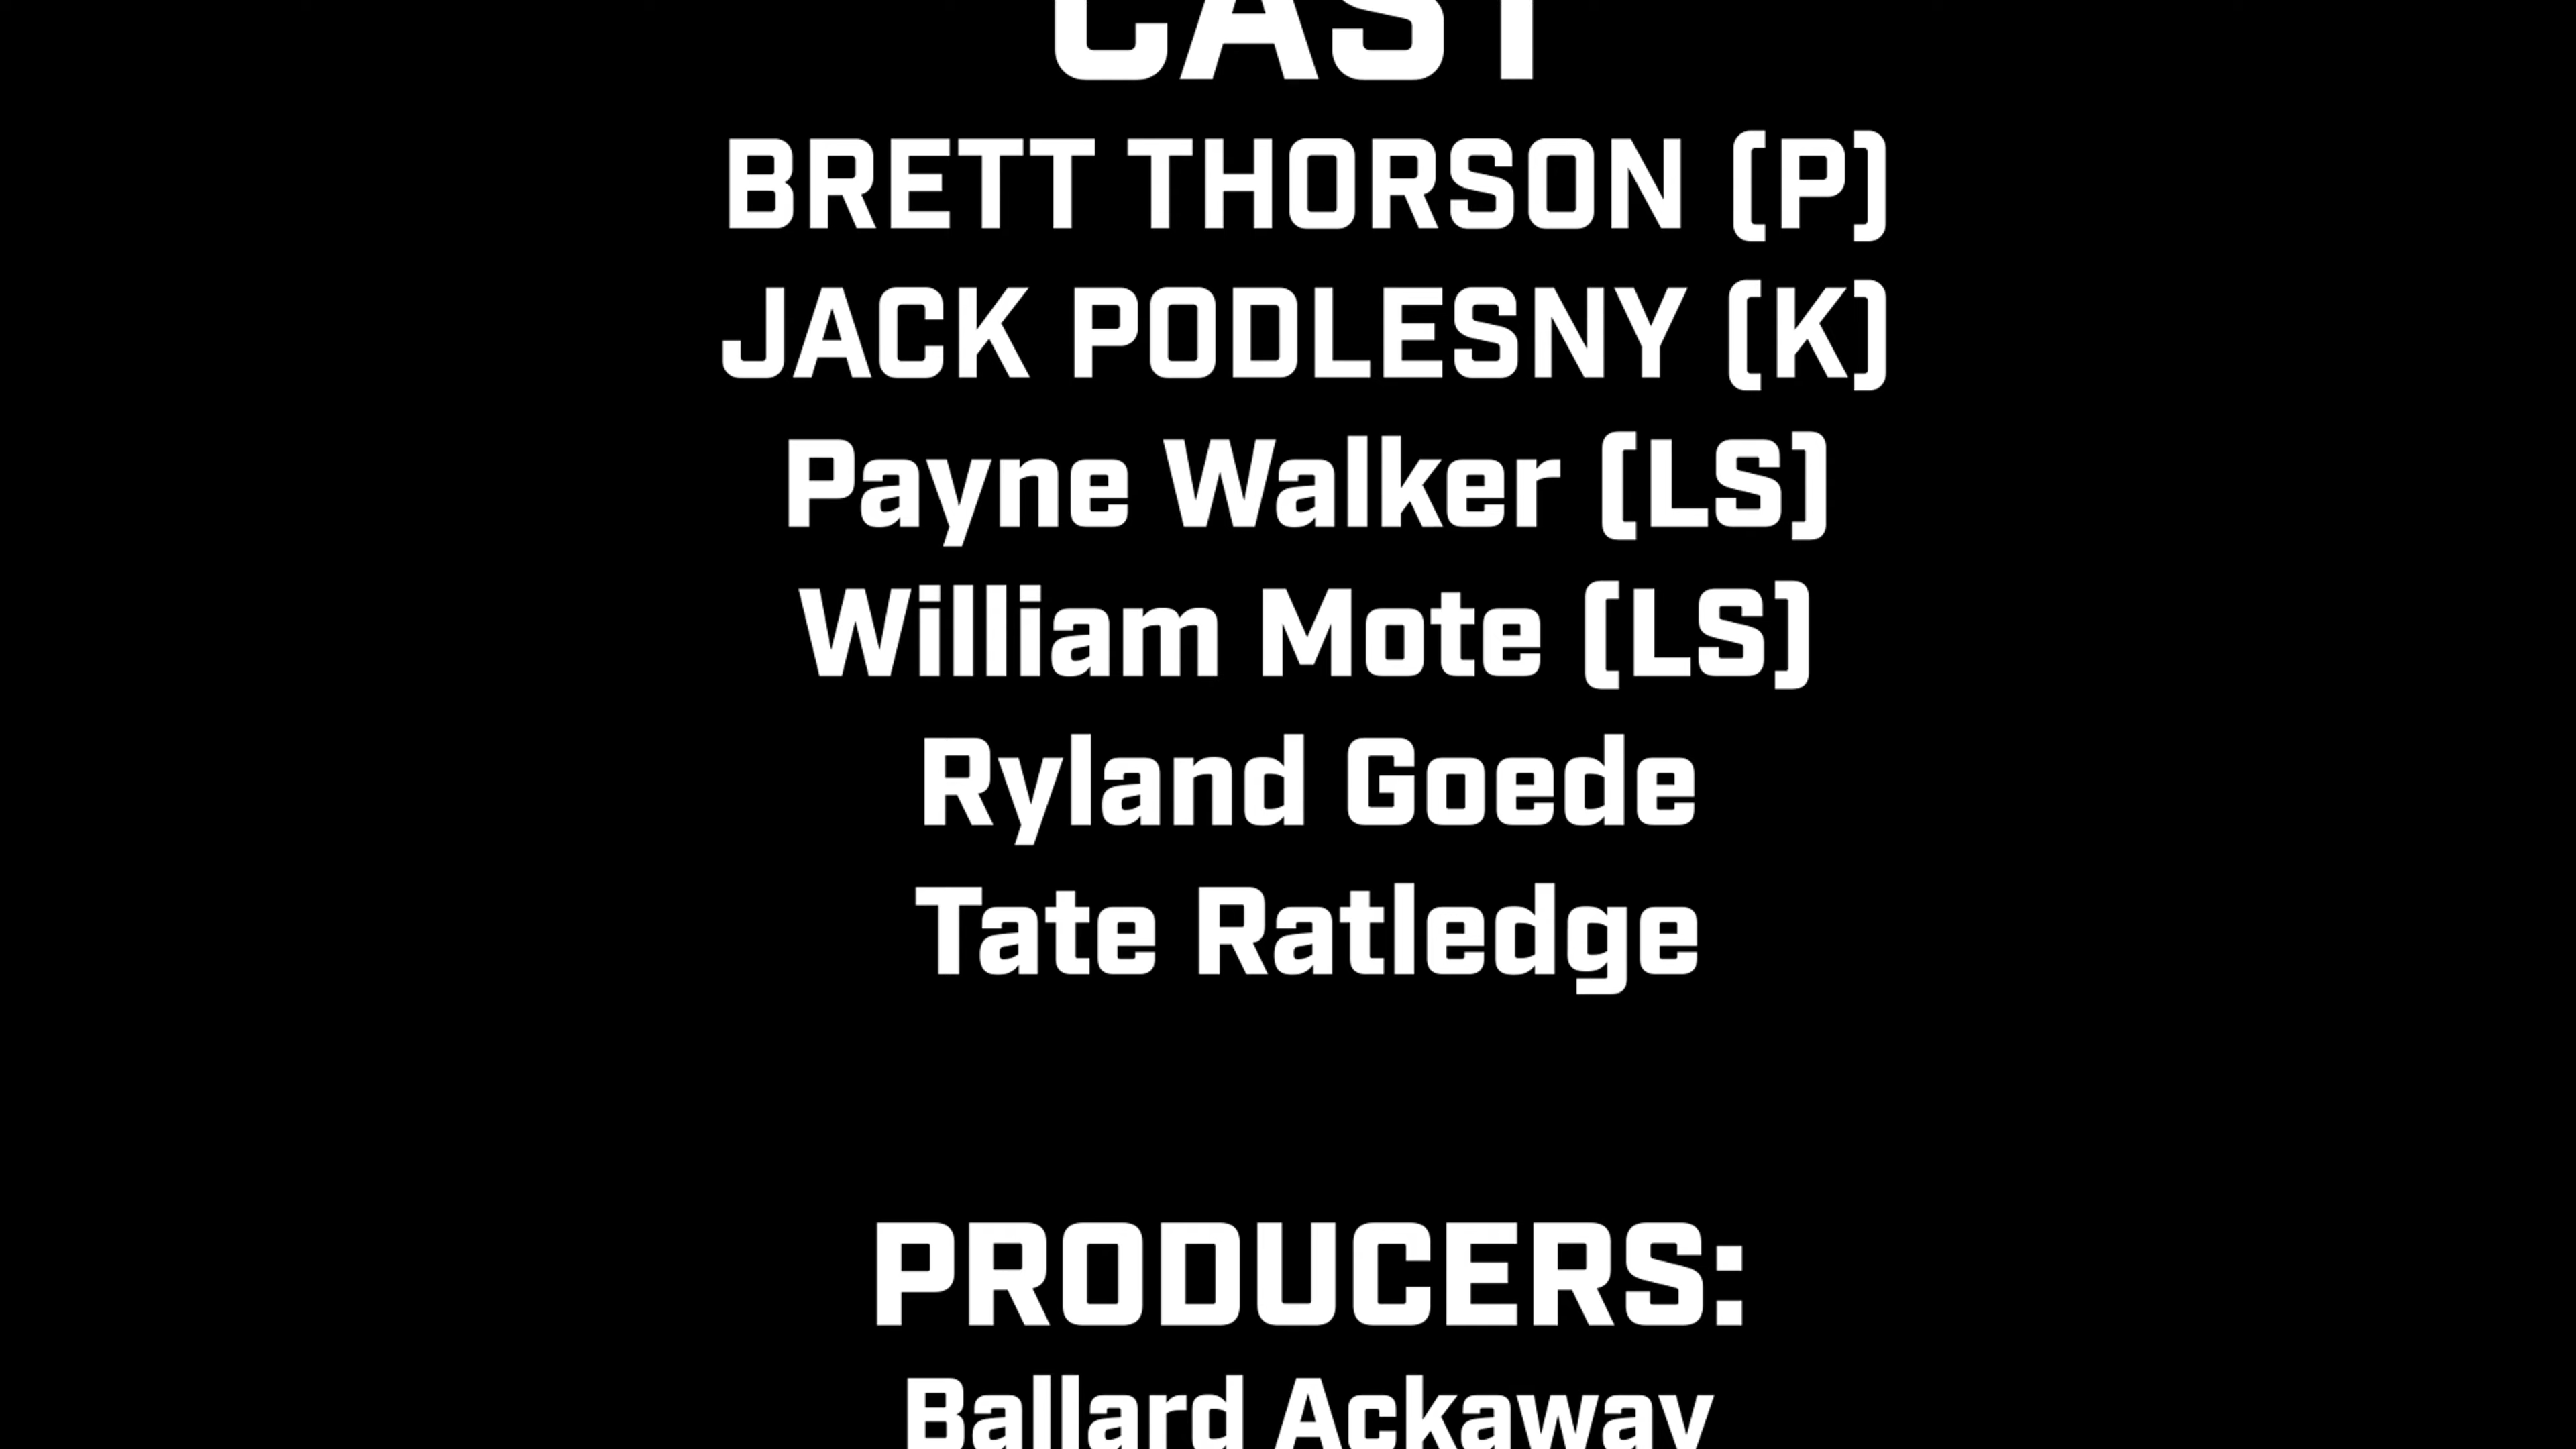 CAST
BRETT THORSON (P)
JACK PODLESNY (K)
Payne Walker (LS)
William Mote (LS)
Ryland Goede
Tate Ratledge
PRODUCERS:
Ballard Ackaway